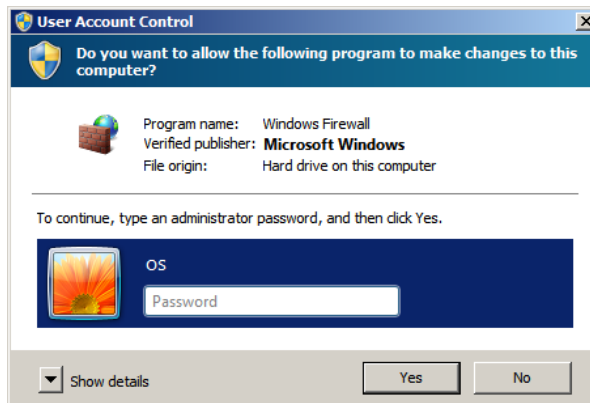 User Account Control
Do you want to allow the following program to make changes to this
computer?
Program name: Windows Firewall
Verified publisher: Microsoft Windows
File origin: Hard drive on this computer
To continue, type an administrator password, and then click Yes.
OS
Password
Show details
Yes
No